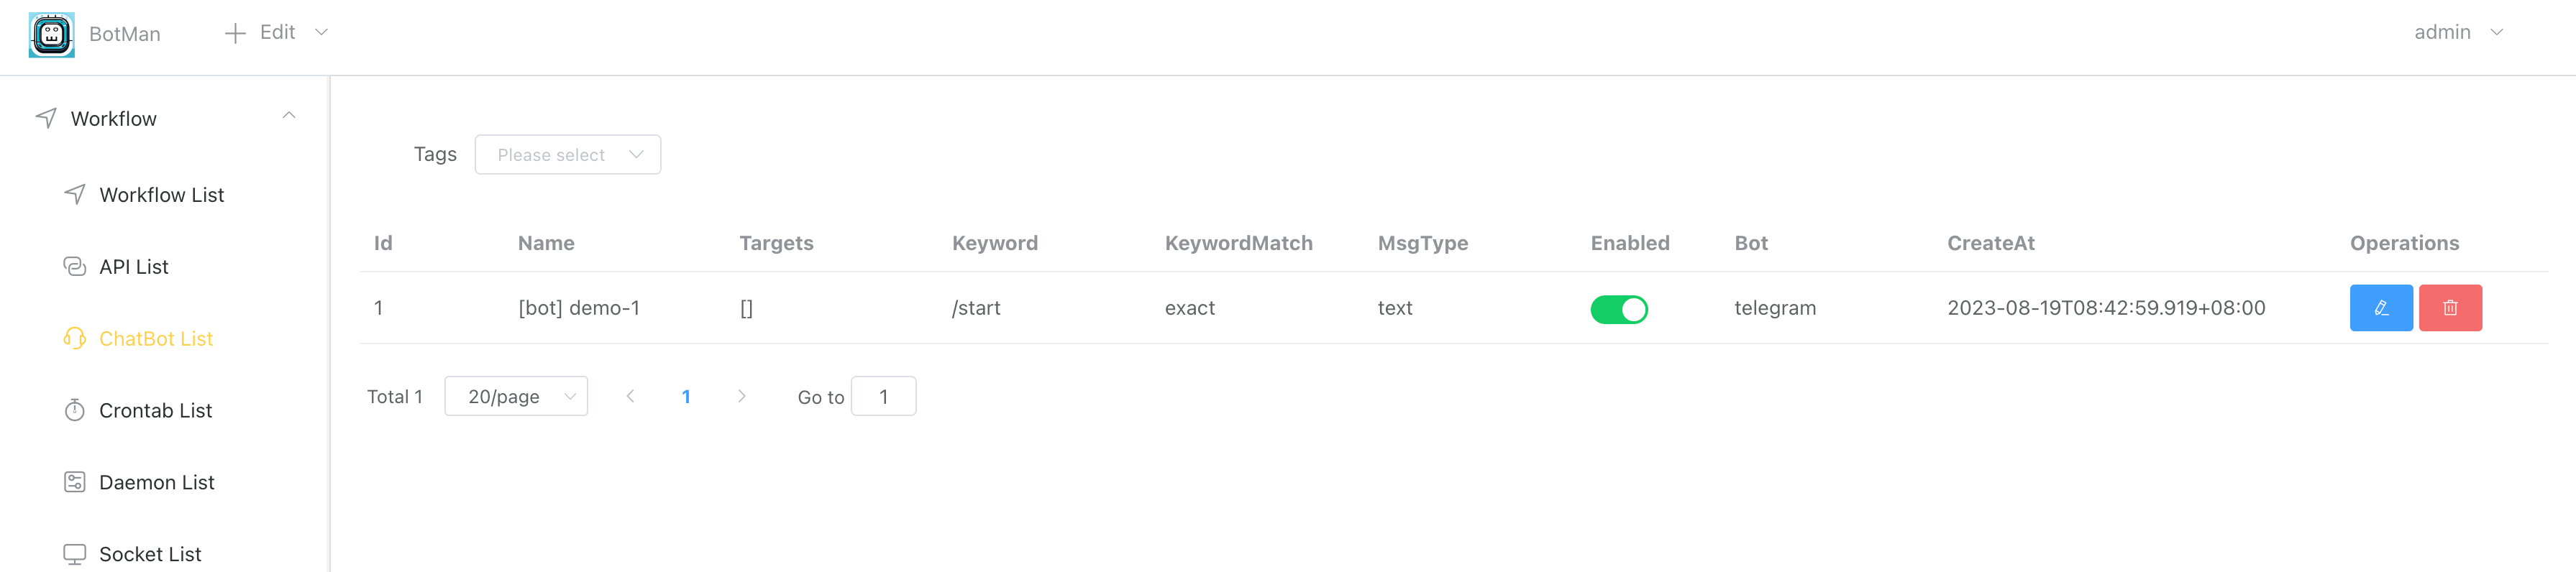 BotMan Edit admin
Workflow
Workflow List
API List
ChatBot List
Crontab List
Daemon List
Socket List
Tags Please select
Id Name Targets Keyword KeywordMatch MsgType Enabled Bot CreateAt Operations
1 [bot] demo-1 [] /start exact text telegram 2023-08-19T08:42:59.919+08:00
Total 1 20/page 1 Go to 1